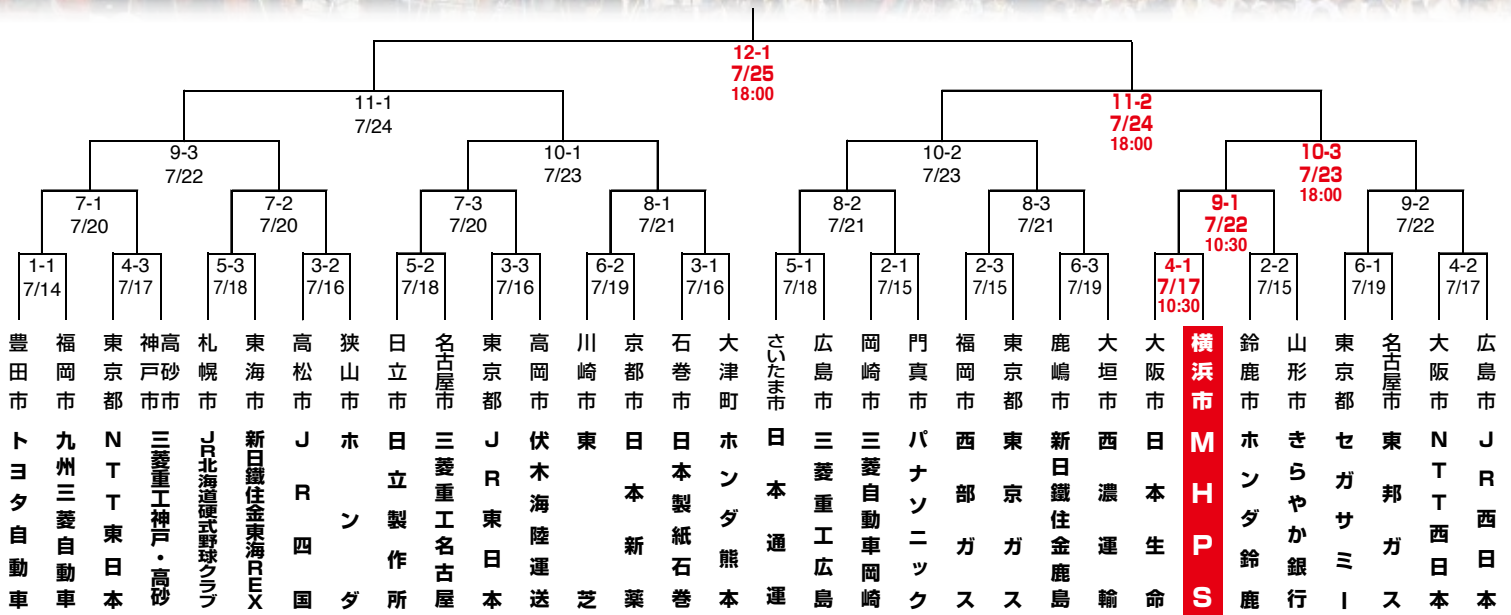 12-1
7/25
18:00
11-1
7/24
11-2
7/24
18:00
9-3
7/22
10-1
7/23
10-2
7/23
10-3
7/23
18:00
7-1
7/20
7-2
7/20
7-3
7/20
8-1
7/21
8-2
7/21
8-3
7/21
9-1
7/22
10:30
9-2
7/22
1-1
7/14
4-3
7/17
5-3
7/18
3-2
7/16
5-2
7/18
3-3
7/16
6-2
7/19
3-1
7/16
5-1
7/18
2-1
7/15
2-3
7/15
6-3
7/19
4-1
7/17
10:30
2-2
7/15
6-1
7/19
4-2
7/17
豊田市 トヨタ自動車
福岡市 九州三菱自動車
東京都 NTT東日本
神戸市 高砂市 三菱重工神戸・高砂
札幌市 JR北海道硬式野球クラブ
東海市 新日鐵住金東海REX
高松市 JR四国
狭山市 ホンダ
日立市 日立製作所
名古屋市 三菱重工名古屋
東京都 JR東日本
高岡市 伏木海陸運送
川崎市 東芝
京都市 日本新薬
石巻市 日本製紙石巻
大津町 ホンダ熊本
さいたま市 日本通運
広島市 三菱重工広島
岡崎市 三菱自動車岡崎
門真市 パナソニック
福岡市 西部ガス
東京都 東京ガス
鹿嶋市 新日鐵住金鹿島
大垣市 西濃運輸
大阪市 日本生命
横浜市 MHPS
鈴鹿市 ホンダ鈴鹿
山形市 きらやか銀行
東京都 セガサミー
名古屋市 東邦ガス
大阪市 NTT西日本
広島市 JR西日本